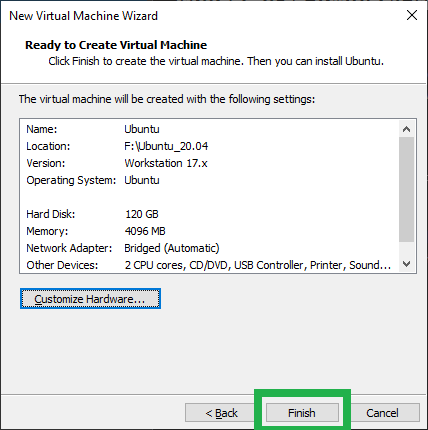 New Virtual Machine Wizard
Ready to Create Virtual Machine
Click Finish to create the virtual machine. Then you can install Ubuntu.
The virtual machine will be created with the following settings:
Name: Ubuntu
Location: F:\Ubuntu_20.04
Version: Workstation 17.x
Operating System: Ubuntu
Hard Disk: 120 GB
Memory: 4096 MB
Network Adapter: Bridged (Automatic)
Other Devices: 2 CPU cores, CD/DVD, USB Controller, Printer, Sound...
Customize Hardware...
< Back Finish Cancel